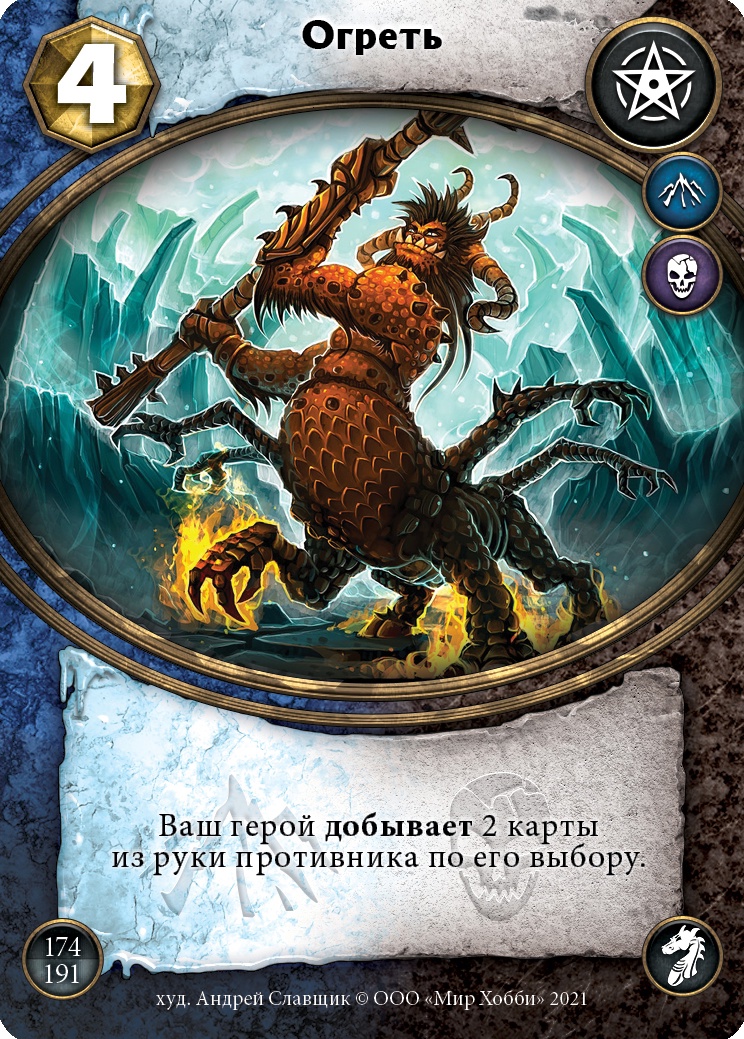 Огреть
4
Ваш герой добывает 2 карты
из руки противника по его выбору.
174
191
худ. Андрей Славщик © ООО «Мир Хобби» 2021